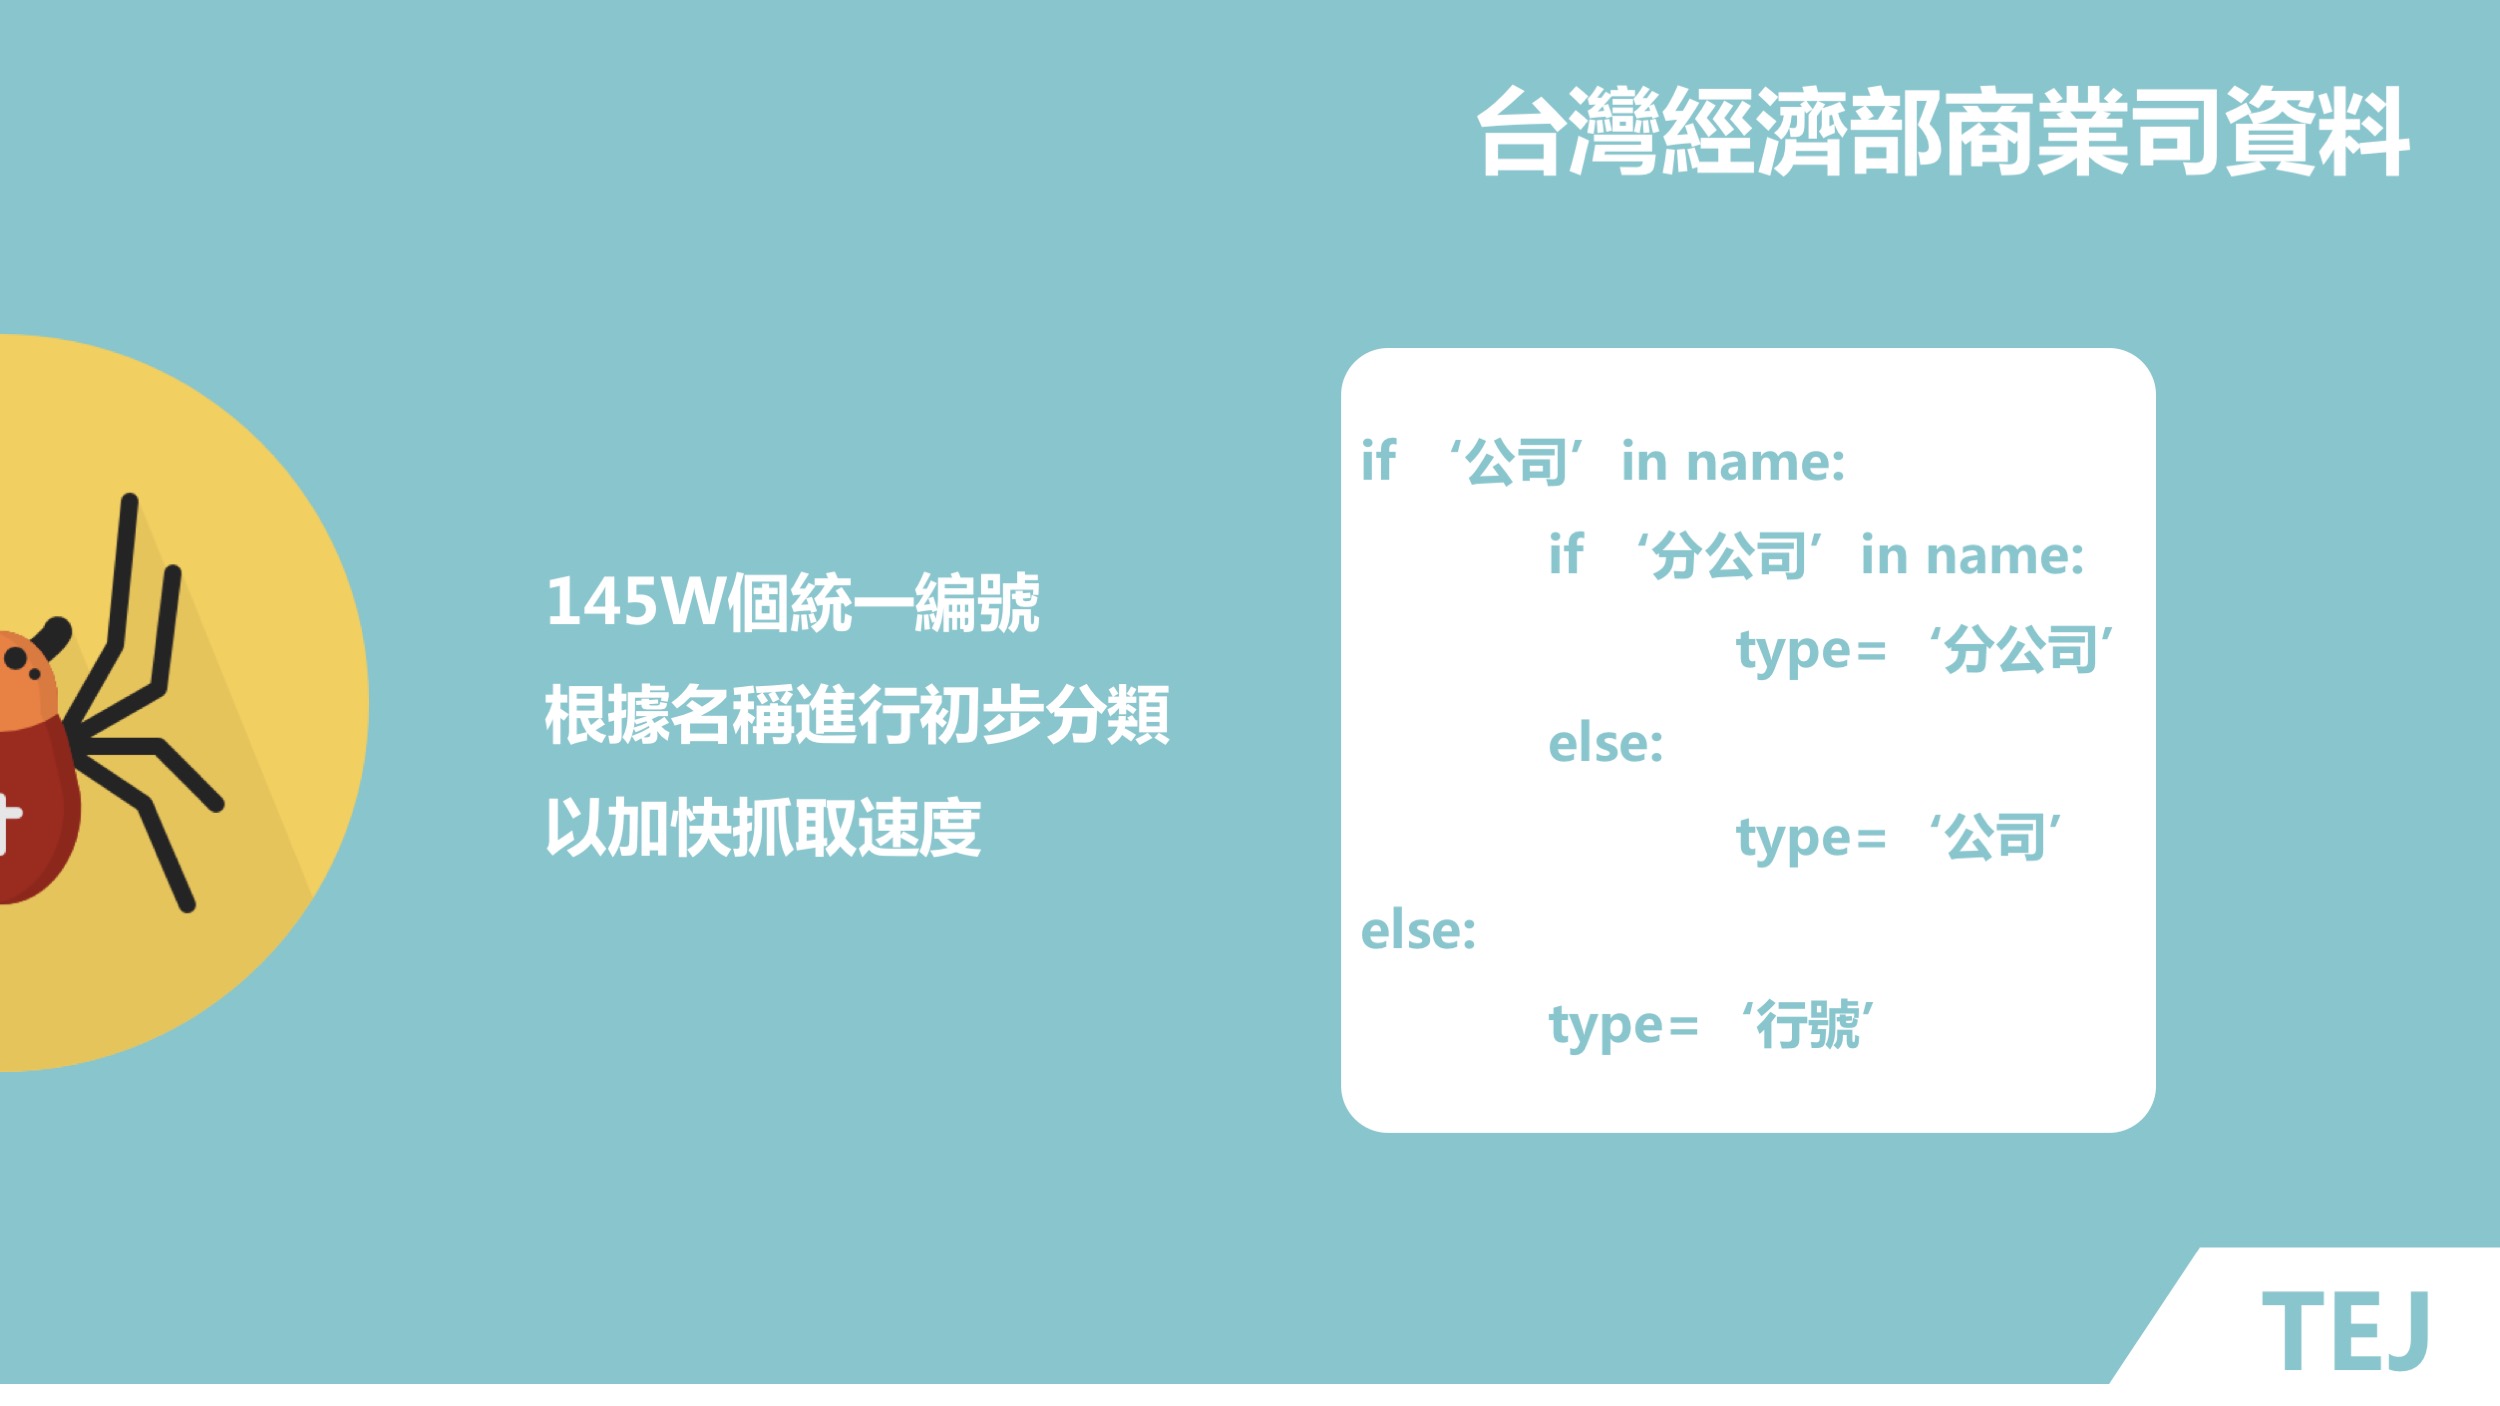 台灣經濟部商業司資料
145W個統一編號
根據名稱進行初步分類
以加快抓取速度
if ‘公司’ in name:
if ‘分公司’ in name:
type= ‘分公司’
else:
type= ‘公司’
else:
type= ‘行號’
TEJ